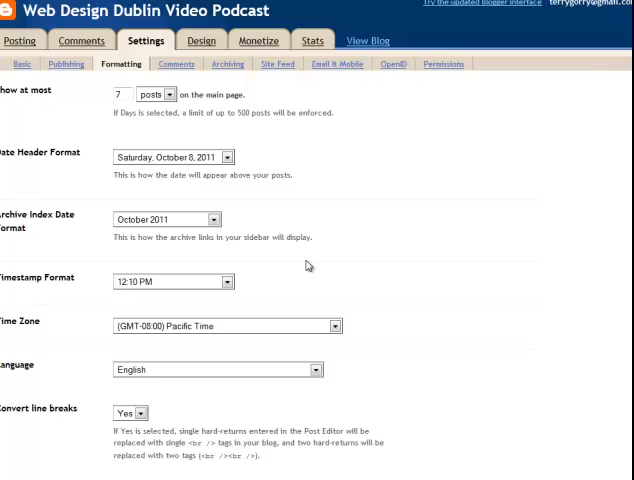 Try the updated Blogger interface terrygorry@gmail.co
Web Design Dublin Video Podcast
Posting Comments Settings Design Monetize Stats View Blog
Basic Publishing Formatting Comments Archiving Site Feed Email & Mobile OpenID Permissions
how at most 7 posts on the main page.
If Days is selected, a limit of up to 500 posts will be enforced.
Date Header Format Saturday, October 8, 2011
This is how the date will appear above your posts.
Archive Index Date
Format
October 2011
This is how the archive links in your sidebar will display.
Timestamp Format 12:10 PM
Time Zone (GMT-08:00) Pacific Time
anguage English
Convert line breaks Yes
If Yes is selected, single hard-returns entered in the Post Editor will be
replaced with single <br /> tags in your blog, and two hard-returns will be
replaced with two tags (<br /><br />).